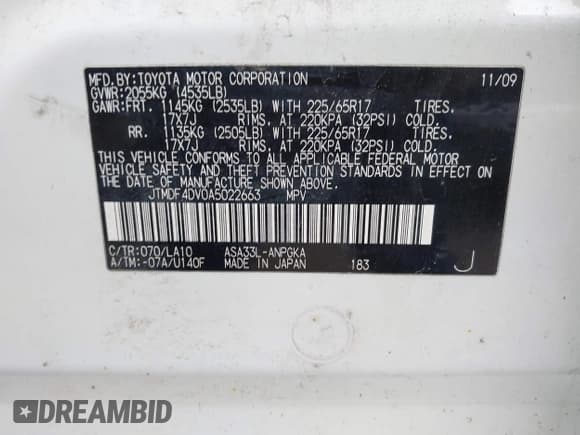 MFD.BY:TOYOTA MOTOR CORPORATION 11/09
GVWR:2055KG (4535LB)
GAWR:FRT. 1145KG (2535LB) WITH 225/65R17 TIRES,
17X7J RIMS, AT 220KPA (32PSI) COLD.
RR. 1135KG (2505LB) WITH 225/65R17 TIRES,
17X7J RIMS, AT 220KPA (32PSI) COLD.
THIS VEHICLE CONFORMS TO ALL APPLICABLE FEDERAL MOTOR
VEHICLE SAFETY AND THEFT PREVENTION STANDARDS IN EFFECT
ON THE DATE OF MANUFACTURE SHOWN ABOVE.
JTMDF4DV0A5022663 MPV
C/TR:070/LA10 ASA33L-ANPGKA
A/TM:-07A/U140F MADE IN JAPAN 183 J
DREAMBID